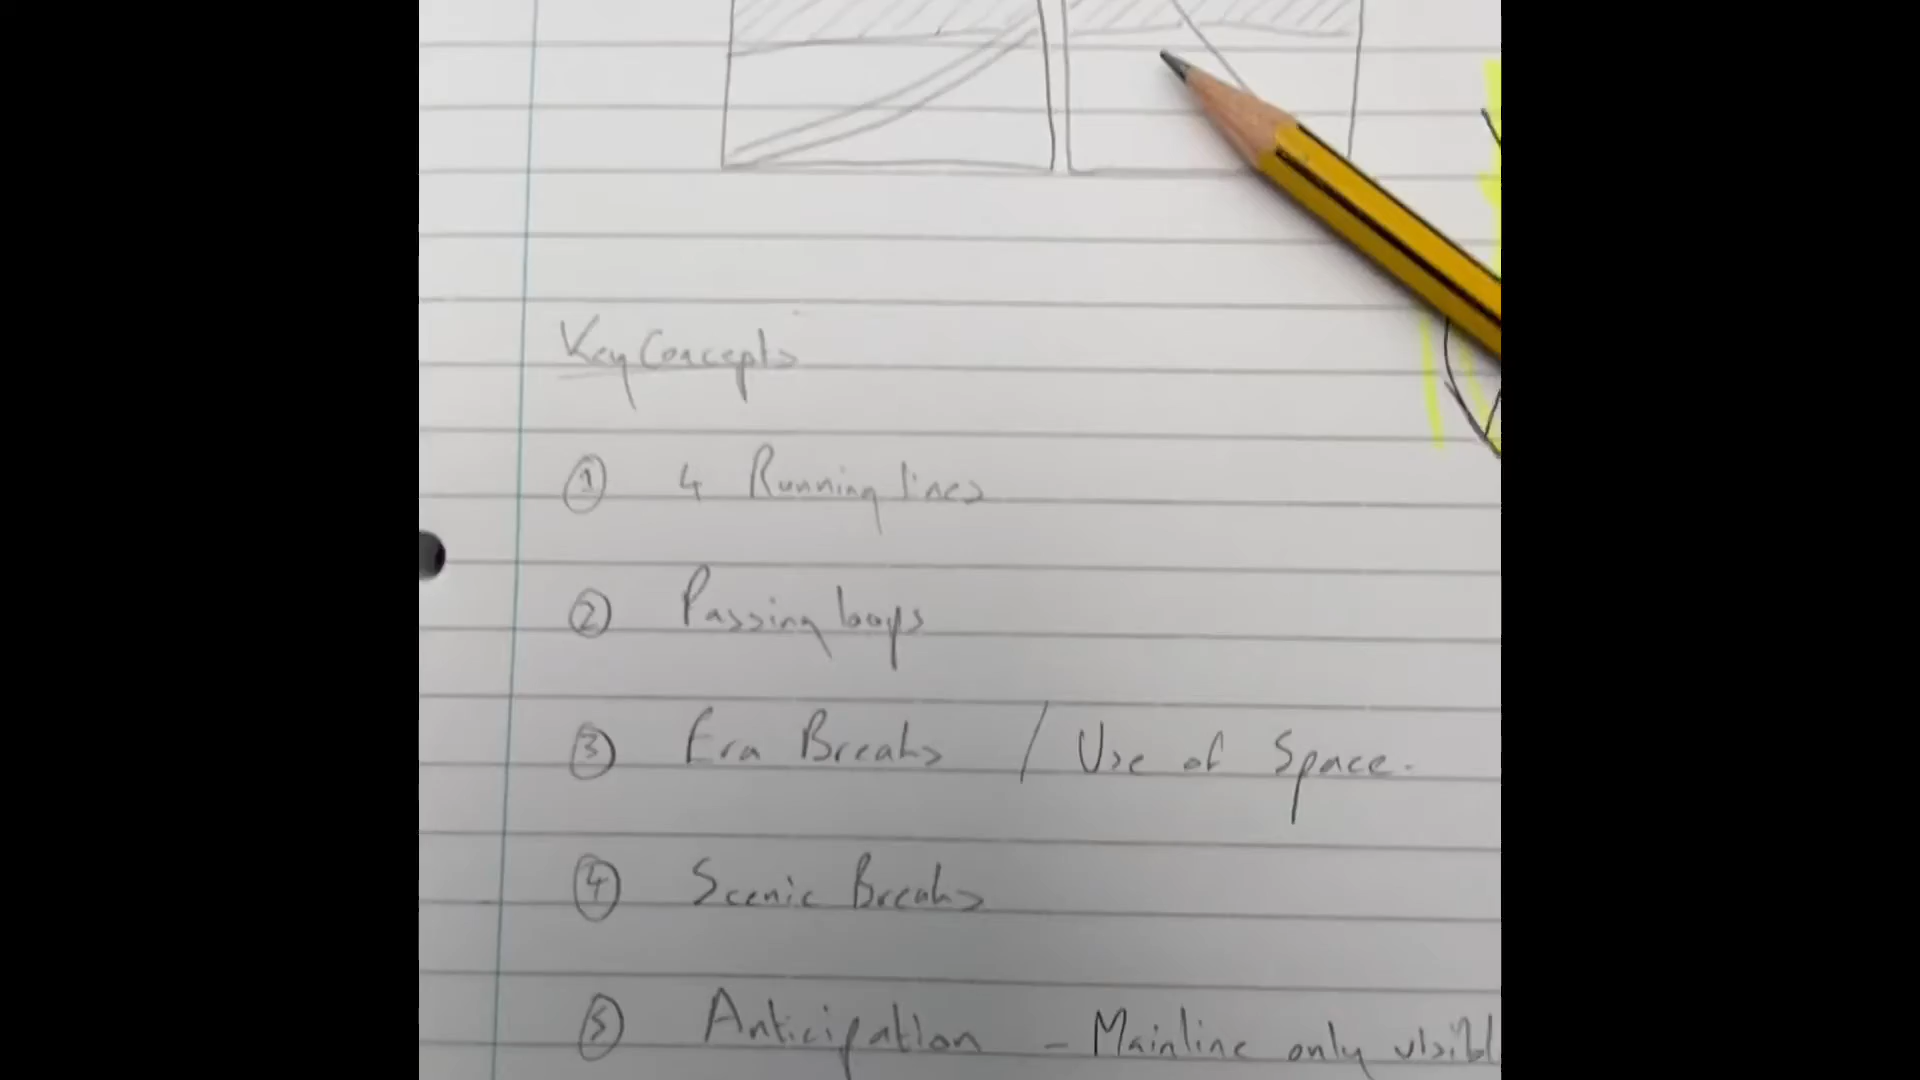 Key Concepts
① 4 Running lines
② Passing loops
③ Era Breaks / Use of Space.
④ Scenic Breaks
⑤ Anticipation - Mainline only visibl